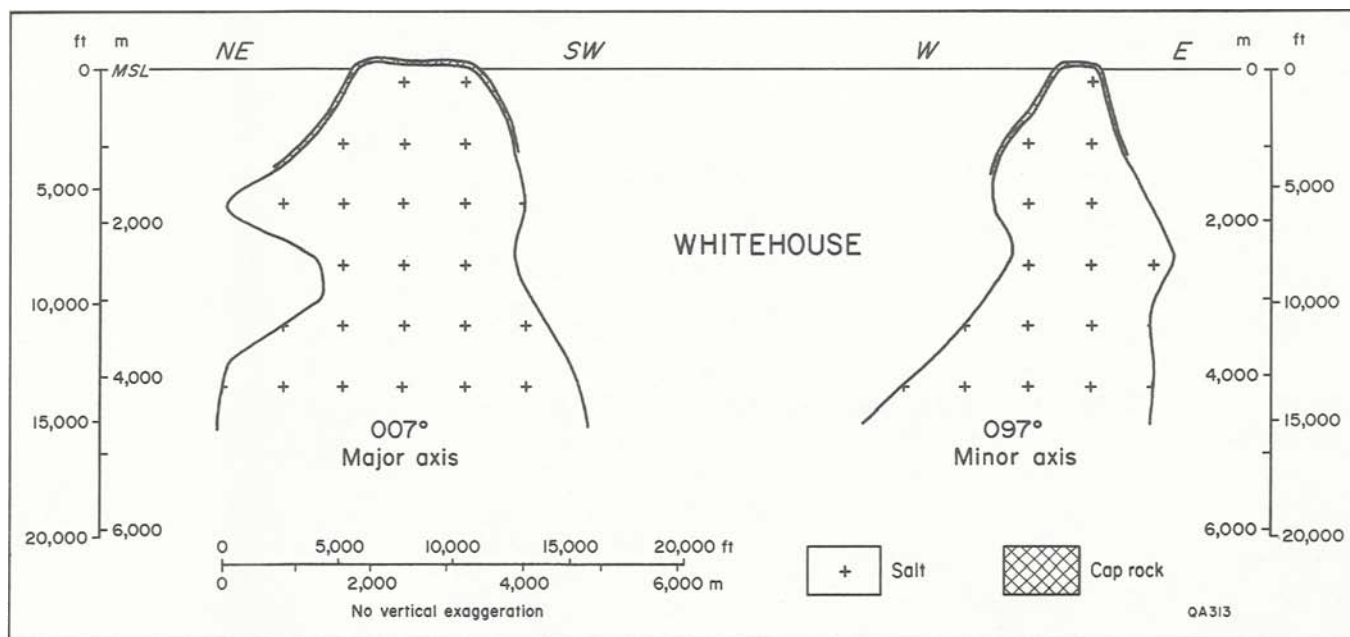 ft m NE SW W E m ft
0 MSL 0 0
5,000 5,000
2,000 WHITEHOUSE 2,000
10,000 10,000
4,000 4,000
15,000 15,000
007° 097°
Major axis Minor axis
20,000 6,000 6,000 20,000
0 5,000 10,000 15,000 20,000 ft
0 2,000 4,000 6,000 m
Salt Cap rock
No vertical exaggeration QA313